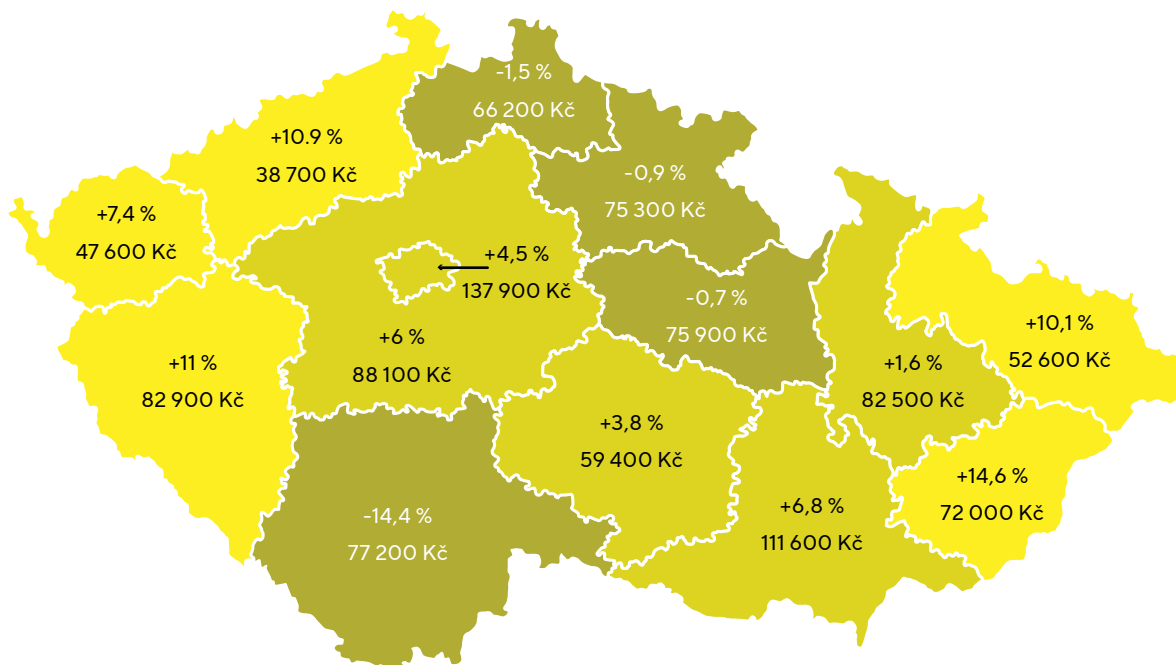 -1,5 %
66 200 Kč
+10.9 %
38 700 Kč
-0,9 %
75 300 Kč
+7,4 %
47 600 Kč
+4,5 %
137 900 Kč
-0,7 %
75 900 Kč
+10,1 %
52 600 Kč
+6 %
88 100 Kč
+11 %
82 900 Kč
+1,6 %
82 500 Kč
+3,8 %
59 400 Kč
+14,6 %
72 000 Kč
+6,8 %
111 600 Kč
-14,4 %
77 200 Kč